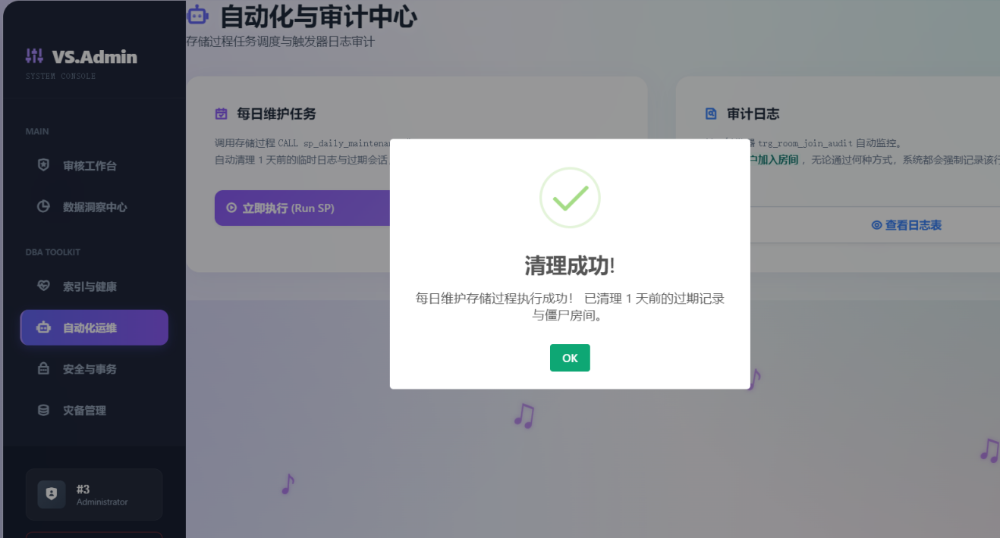 自动化与审计中心
存储过程任务调度与触发器日志审计
VS.Admin
SYSTEM CONSOLE
MAIN
审核工作台
数据洞察中心
DBA TOOLKIT
索引与健康
自动化运维
安全与事务
灾备管理
#3
Administrator
每日维护任务
调用存储过程 CALL sp_daily_maintenan
自动清理 1 天前的临时日志与过期会话
立即执行 (Run SP)
审计日志
trg_room_join_audit 自动监控。
户加入房间 ，无论通过何种方式，系统都会强制记录该行
查看日志表
清理成功!
每日维护存储过程执行成功！ 已清理 1 天前的过期记录
与僵尸房间。
OK